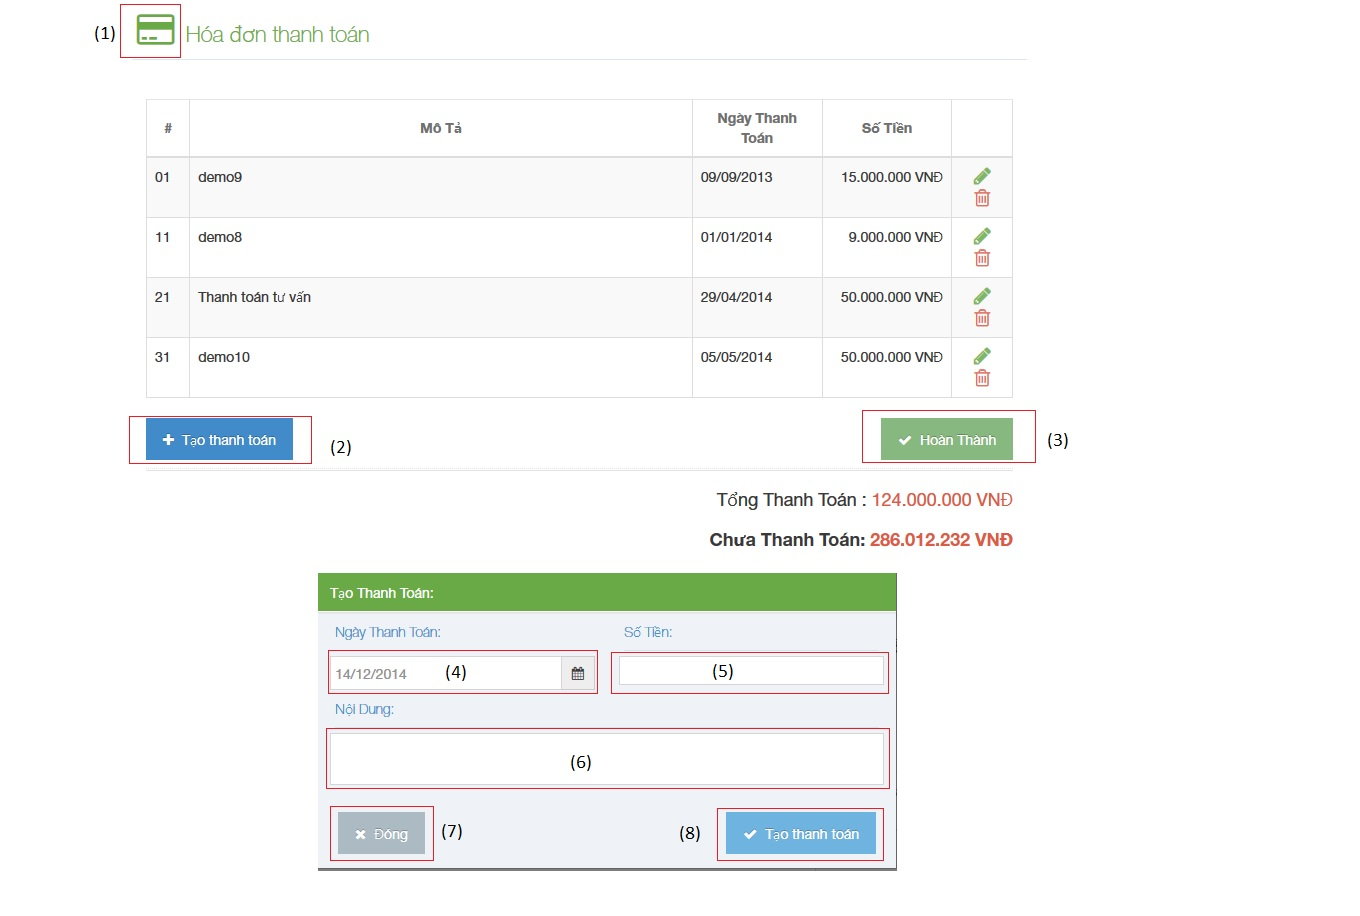 (1) Hóa đơn thanh toán
# Mô Tả Ngày Thanh Toán Số Tiền
01 demo9 09/09/2013 15.000.000 VNĐ
11 demo8 01/01/2014 9.000.000 VNĐ
21 Thanh toán tư vấn 29/04/2014 50.000.000 VNĐ
31 demo10 05/05/2014 50.000.000 VNĐ
Tạo thanh toán (2) Hoàn Thành (3)
Tổng Thanh Toán : 124.000.000 VNĐ
Chưa Thanh Toán: 286.012.232 VNĐ
Tạo Thanh Toán:
Ngày Thanh Toán: Số Tiền:
14/12/2014 (4) (5)
Nội Dung:
(6)
Đóng (7) (8) Tạo thanh toán